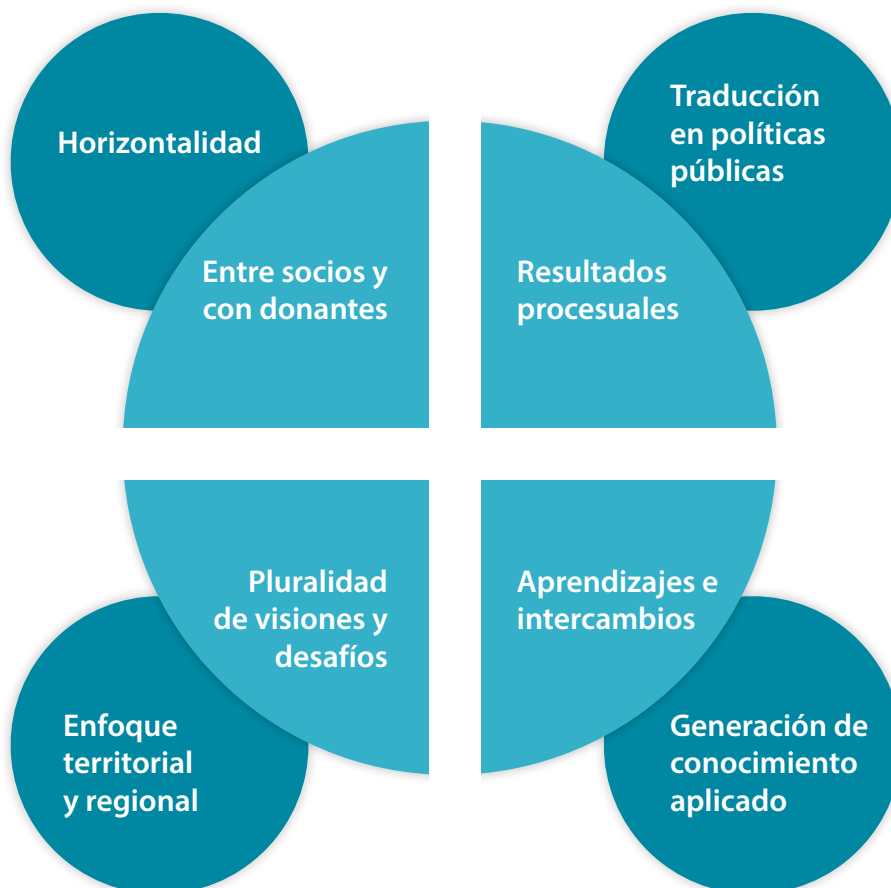 Horizontalidad
Entre socios y
con donantes
Traducción
en políticas
públicas
Resultados
procesuales
Pluralidad
de visiones y
desafíos
Enfoque
territorial
y regional
Aprendizajes e
intercambios
Generación de
conocimiento
aplicado